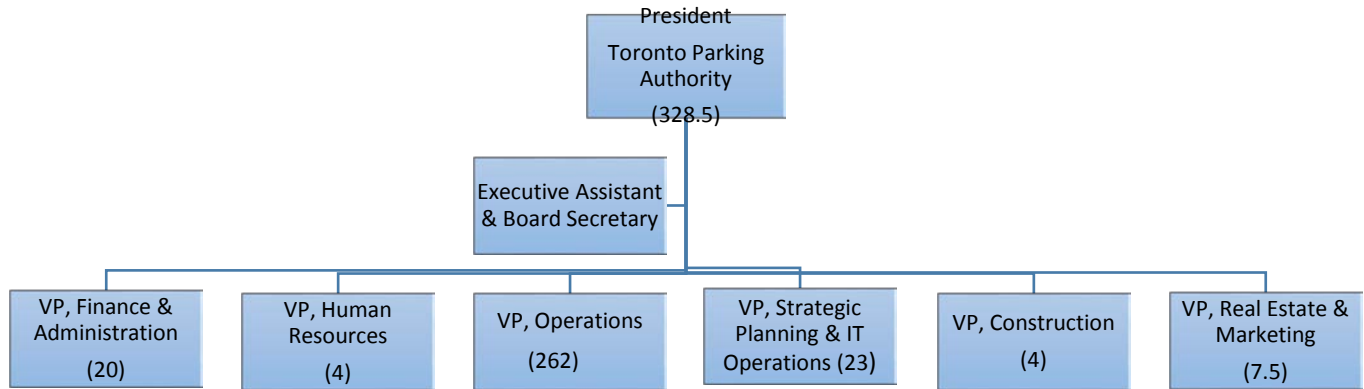 President
Toronto Parking
Authority
(328.5)
Executive Assistant
& Board Secretary
VP, Finance &
Administration
(20)
VP, Human
Resources
(4)
VP, Operations
(262)
VP, Strategic
Planning & IT
Operations (23)
VP, Construction
(4)
VP, Real Estate &
Marketing
(7.5)